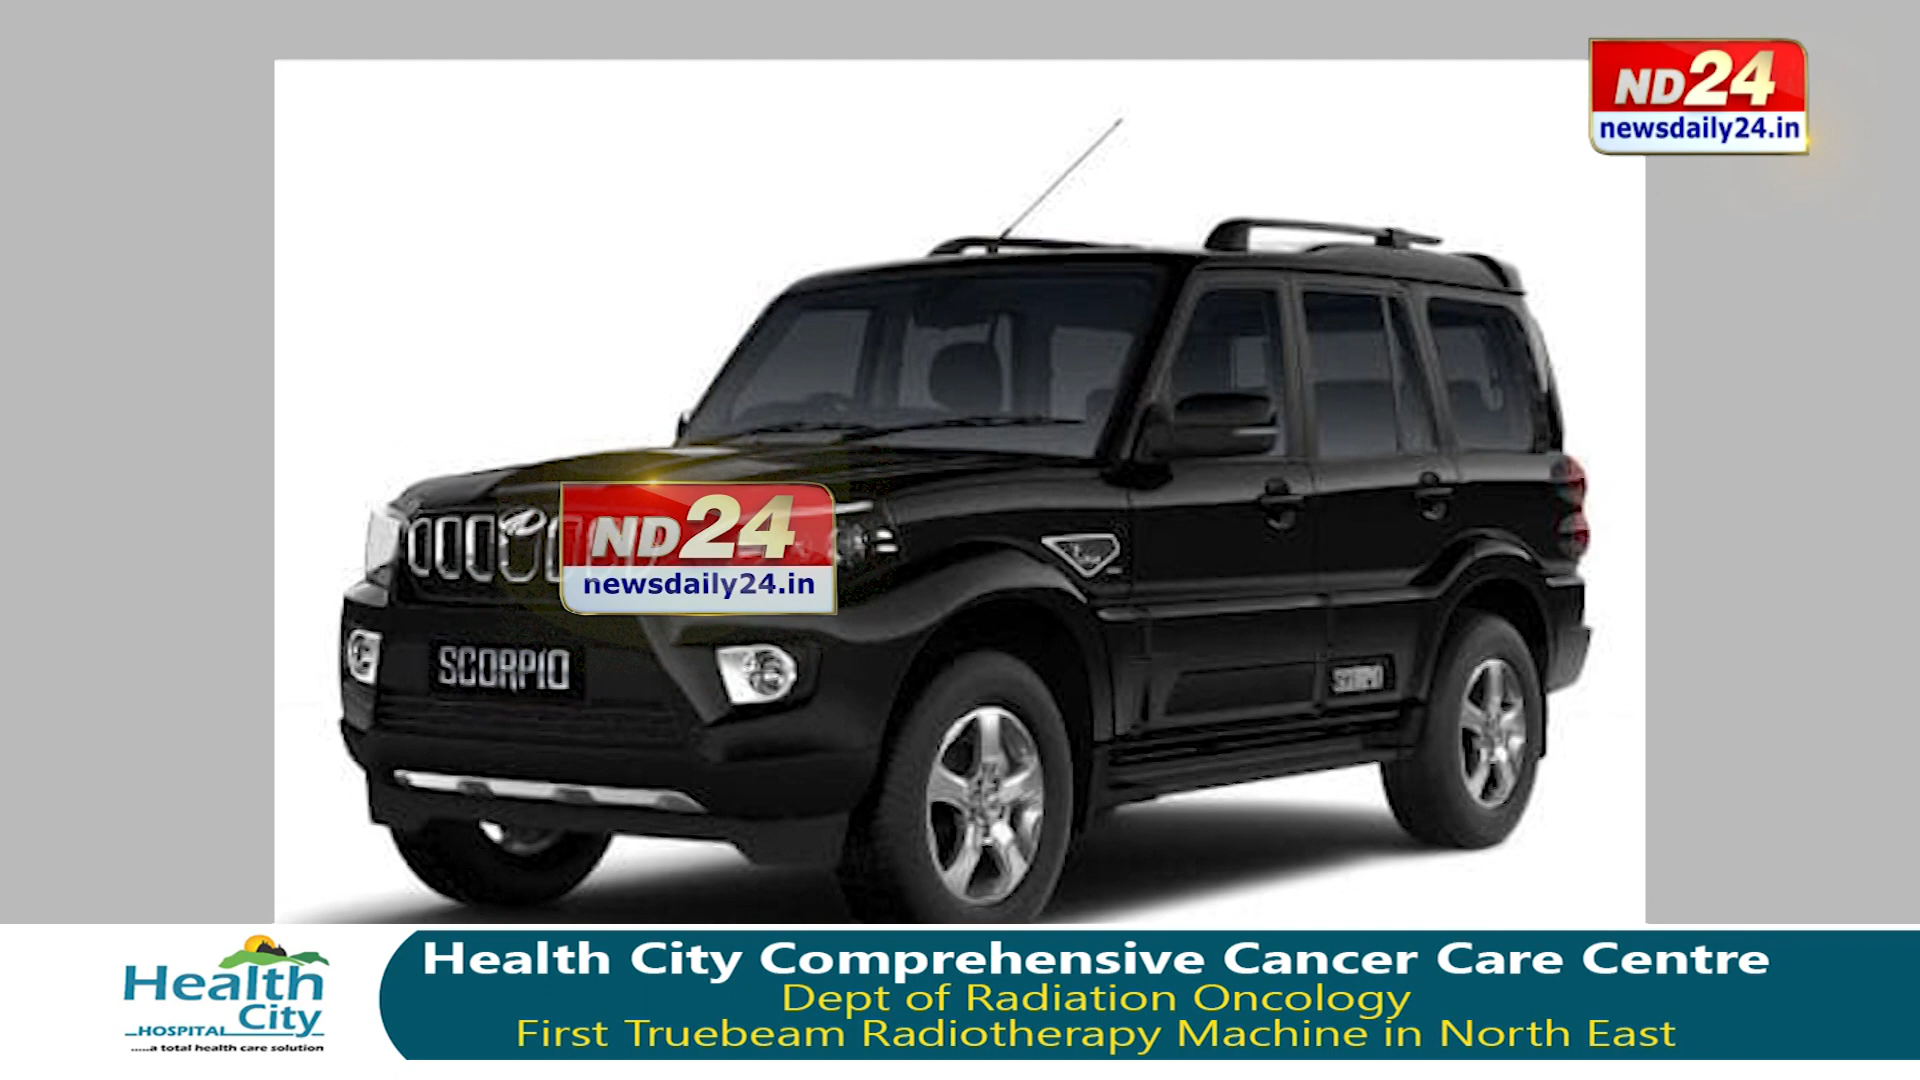 ND24
newsdaily24.in
ND24
newsdaily24.in
SCORPIO
SCORPIO
Health City
HOSPITAL
.....a total health care solution
Health City Comprehensive Cancer Care Centre
Dept of Radiation Oncology
First Truebeam Radiotherapy Machine in North East